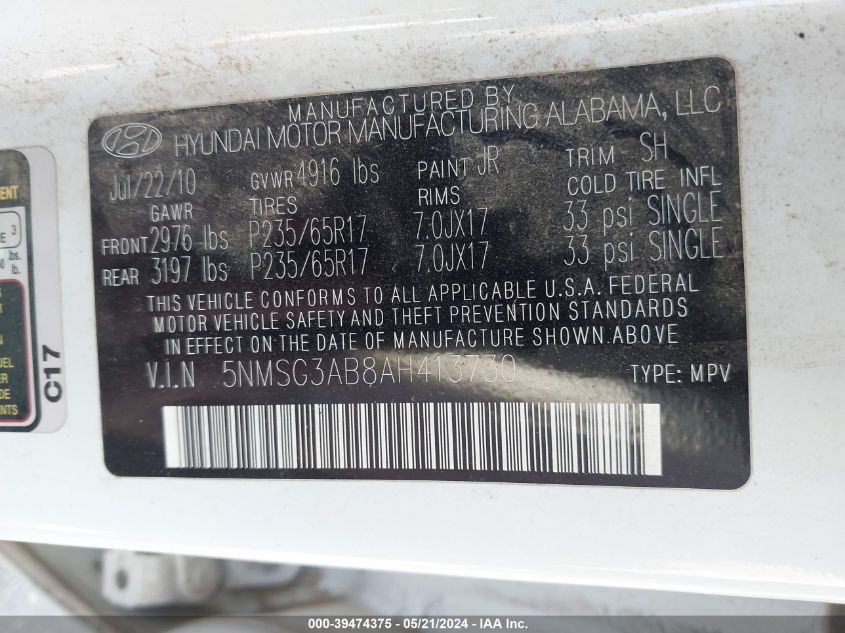 MANUFACTURED BY
HYUNDAI MOTOR MANUFACTURING ALABAMA, LLC
Jul/22/10 GVWR 4916 lbs PAINT JR TRIM SH
GAWR TIRES RIMS COLD TIRE INFL
FRONT 2976 lbs P235/65R17 7.0JX17 33 psi SINGLE
REAR 3197 lbs P235/65R17 7.0JX17 33 psi SINGLE
THIS VEHICLE CONFORMS TO ALL APPLICABLE U.S.A. FEDERAL
MOTOR VEHICLE SAFETY AND THEFT PREVENTION STANDARDS
IN EFFECT ON THE DATE OF MANUFACTURE SHOWN ABOVE
V.I.N 5NMSG3AB8AH413730 TYPE: MPV
C17
3
lbs.
lb.
000-39474375 - 05/21/2024 - IAA Inc.